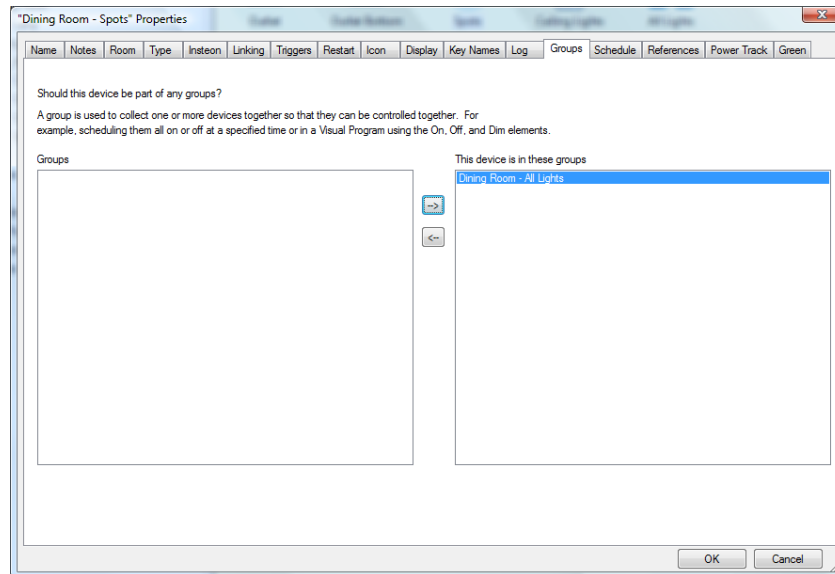 "Dining Room - Spots" Properties
Name Notes Room Type Insteon Linking Triggers Restart Icon Display Key Names Log Groups Schedule References Power Track Green
Should this device be part of any groups?
A group is used to collect one or more devices together so that they can be controlled together. For
example, scheduling them all on or off at a specified time or in a Visual Program using the On, Off, and Dim elements.
Groups
This device is in these groups
Dining Room - All Lights
-->
<--
OK Cancel